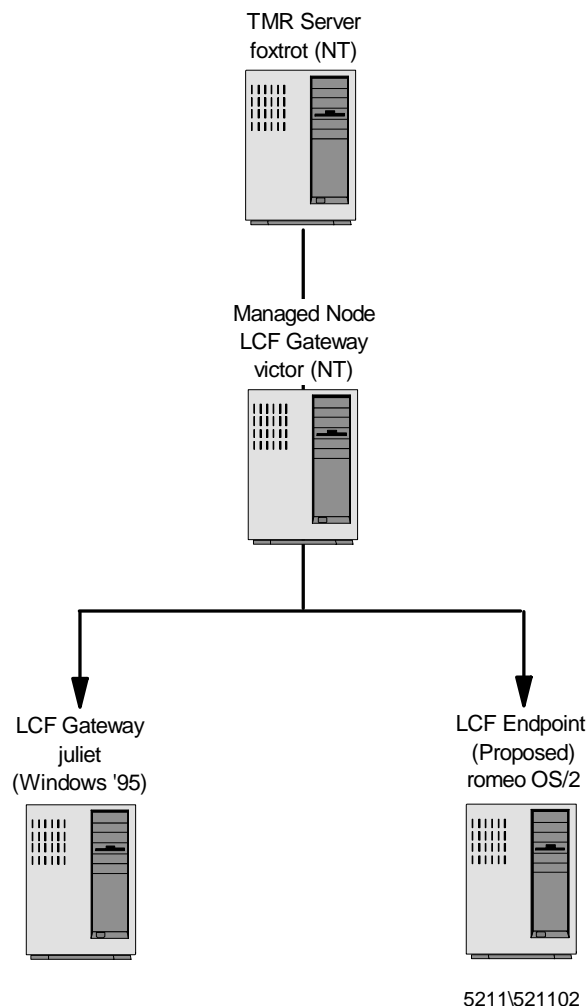 TMR Server
foxtrot (NT)
Managed Node
LCF Gateway
victor (NT)
LCF Gateway
juliet
(Windows '95)
LCF Endpoint
(Proposed)
romeo OS/2
5211\521102